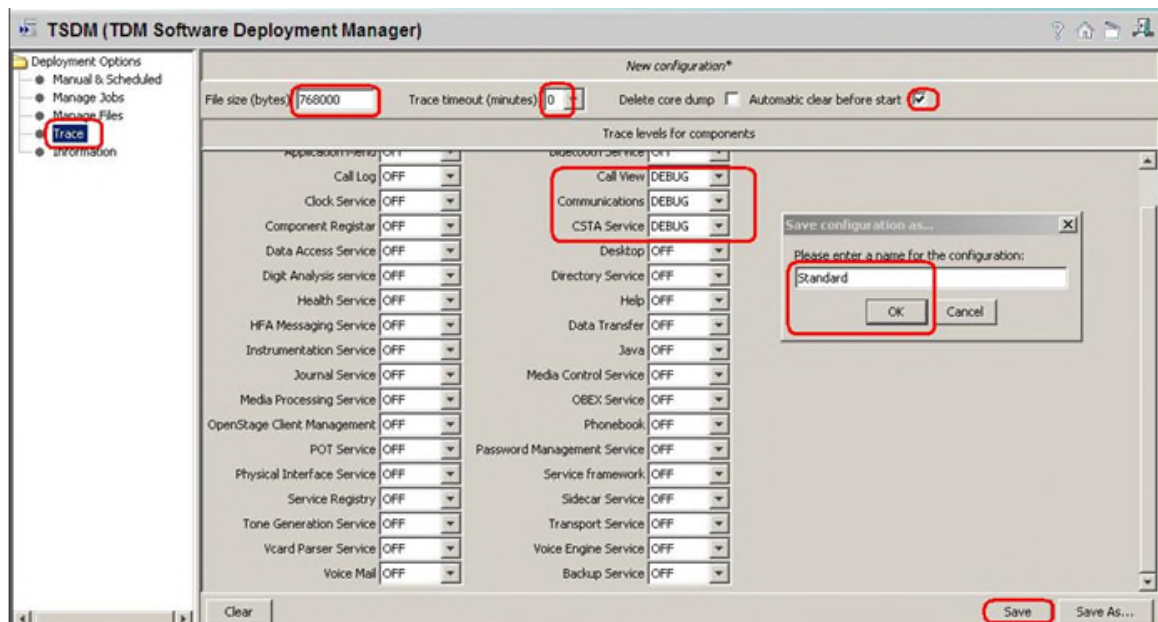 TSDM (TDM Software Deployment Manager)
Deployment Options
Manual & Scheduled
Manage Jobs
Manage Files
Trace
Information
New configuration*
File size (bytes) 768000 Trace timeout (minutes) 0 Delete core dump Automatic clear before start
Trace levels for components
Application Menu OFF Bluetooth Service OFF
Call Log OFF Call View DEBUG
Clock Service OFF Communications DEBUG
Component Registar OFF CSTA Service DEBUG
Data Access Service OFF Desktop OFF
Digit Analysis service OFF Directory Service OFF
Health Service OFF Help OFF
HFA Messaging Service OFF Data Transfer OFF
Instrumentation Service OFF Java OFF
Journal Service OFF Media Control Service OFF
Media Processing Service OFF OBEX Service OFF
OpenStage Client Management OFF Phonebook OFF
POT Service OFF Password Management Service OFF
Physical Interface Service OFF Service framework OFF
Service Registry OFF Sidecar Service OFF
Tone Generation Service OFF Transport Service OFF
Vcard Parser Service OFF Voice Engine Service OFF
Voice Mail OFF Backup Service OFF
Save configuration as...
Please enter a name for the configuration:
Standard
OK Cancel
Clear Save Save As...